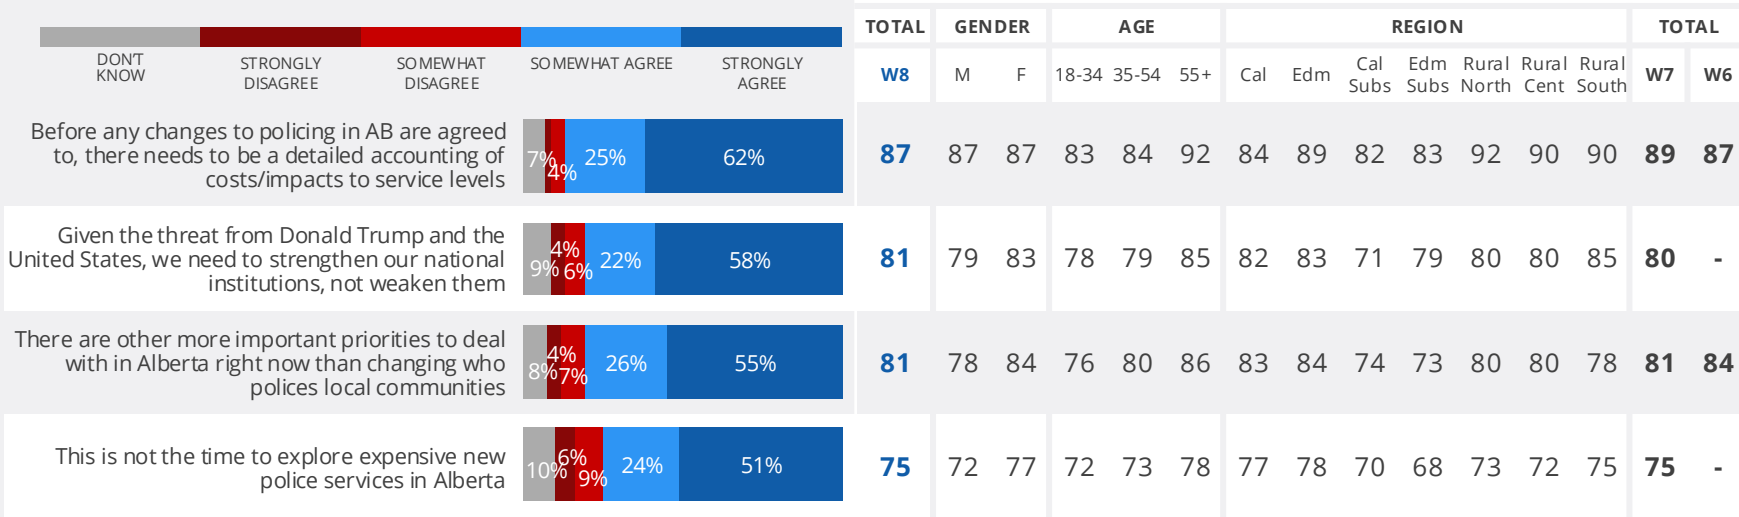 TOTAL GENDER AGE REGION TOTAL
DON'T KNOW STRONGLY DISAGREE SOMEWHAT DISAGREE SOMEWHAT AGREE STRONGLY AGREE W8 M F 18-34 35-54 55+ Cal Edm Cal Subs Edm Subs Rural North Rural Cent Rural South W7 W6
Before any changes to policing in AB are agreed
to, there needs to be a detailed accounting of
costs/impacts to service levels
7% 4% 25% 62% 87 87 87 83 84 92 84 89 82 83 92 90 90 89 87
Given the threat from Donald Trump and the
United States, we need to strengthen our national
institutions, not weaken them
9% 4% 6% 22% 58% 81 79 83 78 79 85 82 83 71 79 80 80 85 80 -
There are other more important priorities to deal
with in Alberta right now than changing who
polices local communities
8% 4% 7% 26% 55% 81 78 84 76 80 86 83 84 74 73 80 80 78 81 84
This is not the time to explore expensive new
police services in Alberta
10% 6% 9% 24% 51% 75 72 77 72 73 78 77 78 70 68 73 72 75 75 -